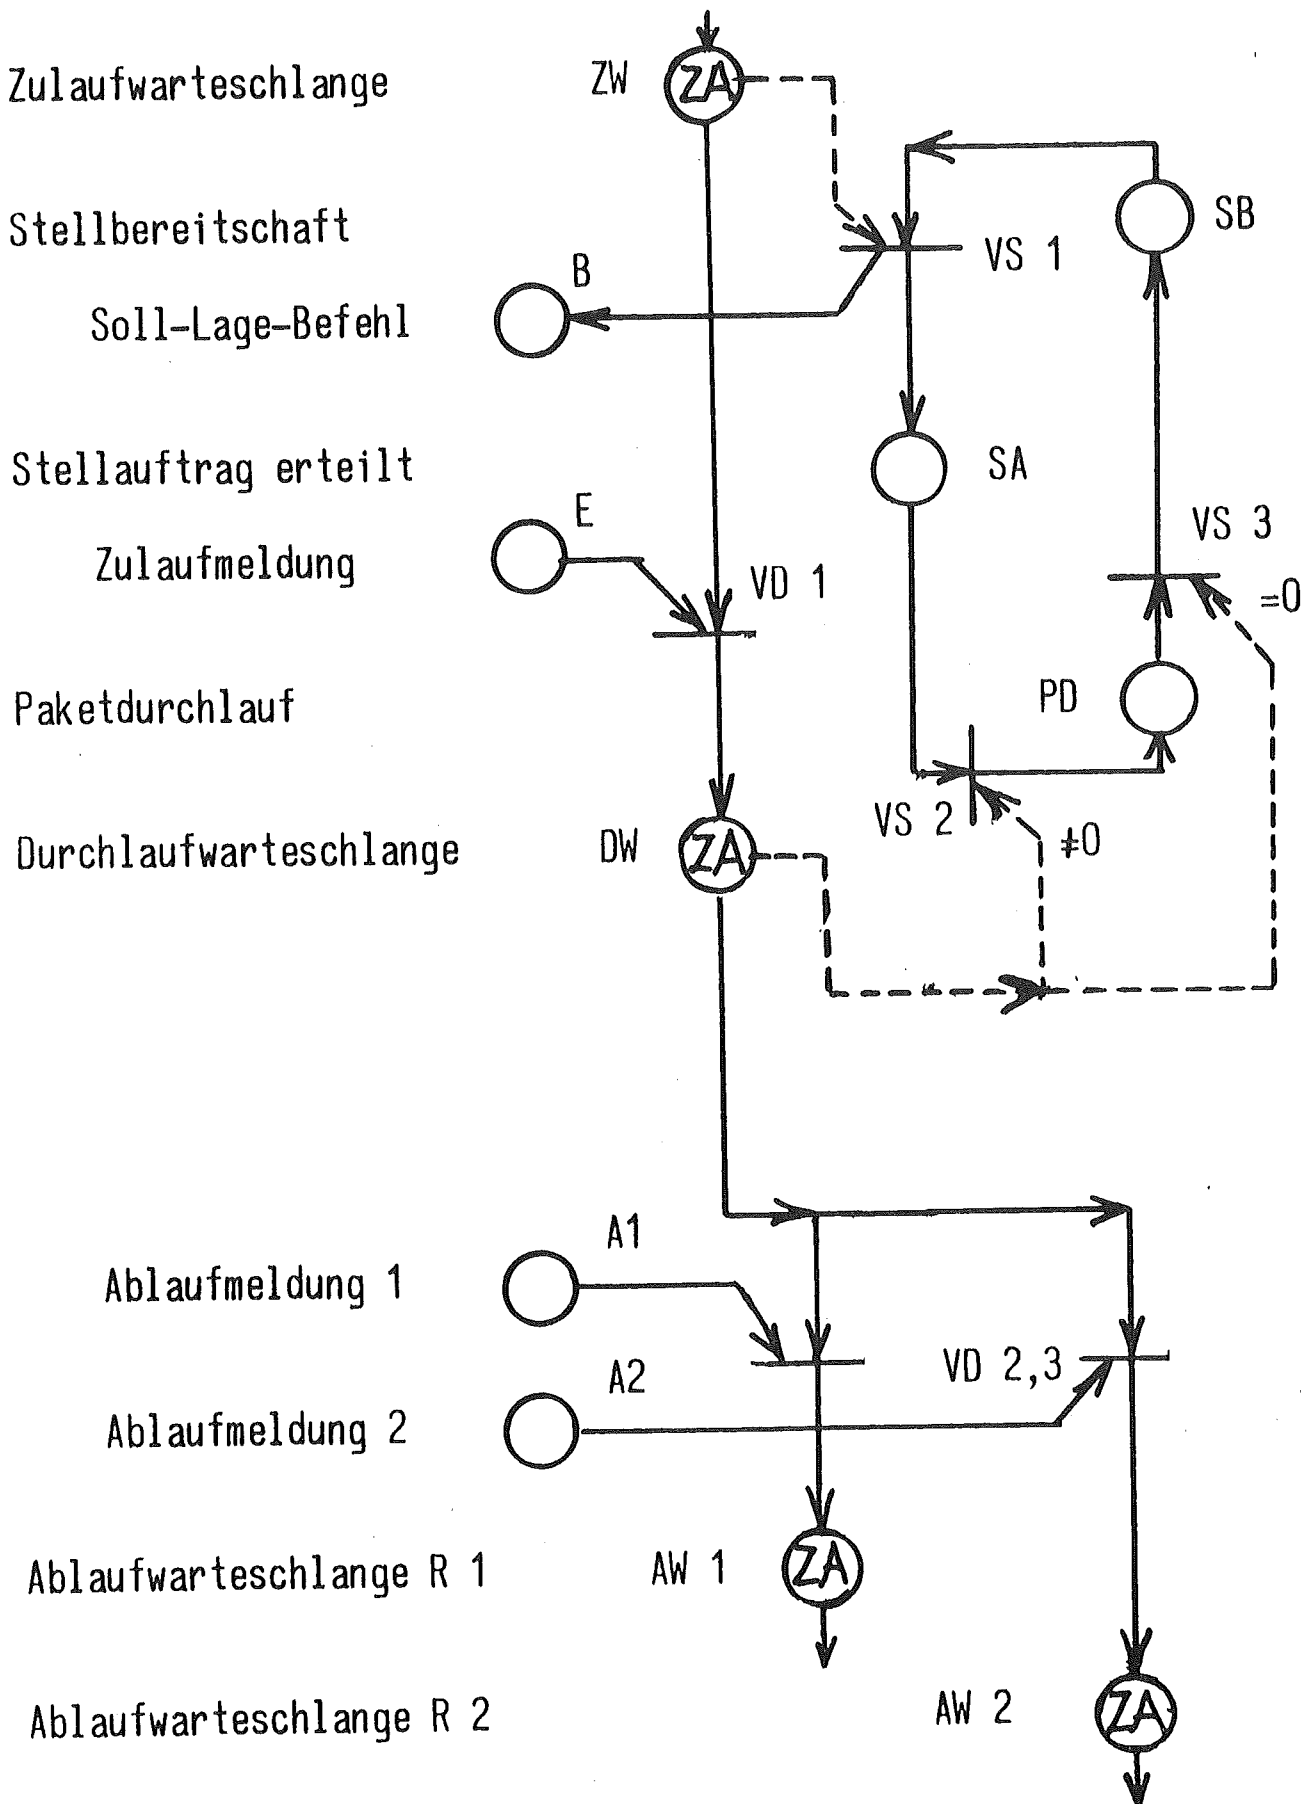 Zulaufwarteschlange ZW ZA
Stellbereitschaft SB
VS 1
B
Soll-Lage-Befehl
Stellauftrag erteilt SA
E
VS 3
Zulaufmeldung VD 1
=0
Paketdurchlauf PD
VS 2
≠0
Durchlaufwarteschlange DW ZA
A1
Ablaufmeldung 1
A2 VD 2,3
Ablaufmeldung 2
Ablaufwarteschlange R 1 AW 1 ZA
Ablaufwarteschlange R 2 AW 2 ZA